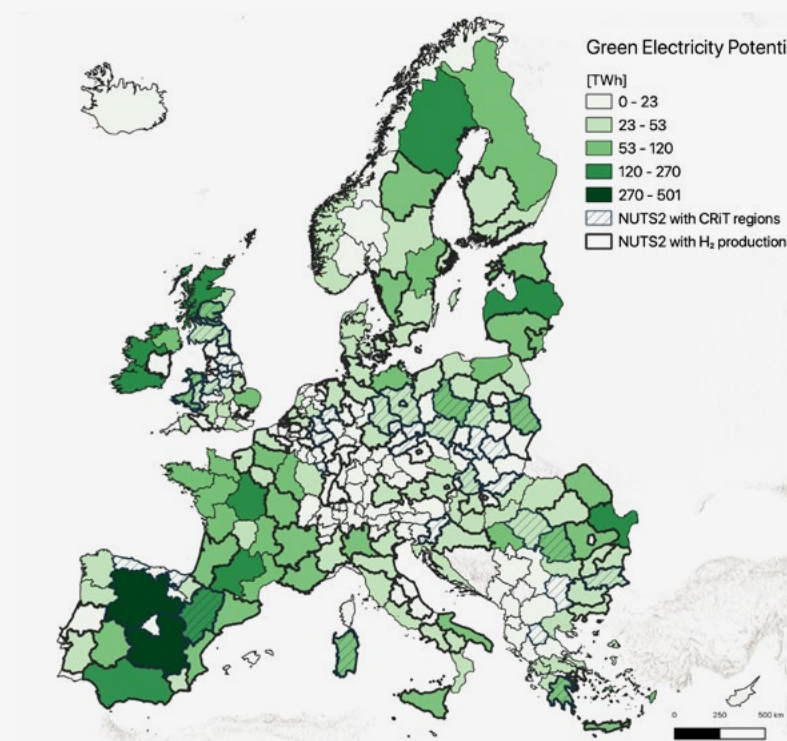 Green Electricity Potenti
[TWh]
0 - 23
23 - 53
53 - 120
120 - 270
270 - 501
NUTS2 with CRiT regions
NUTS2 with H₂ production
0 250 500 km